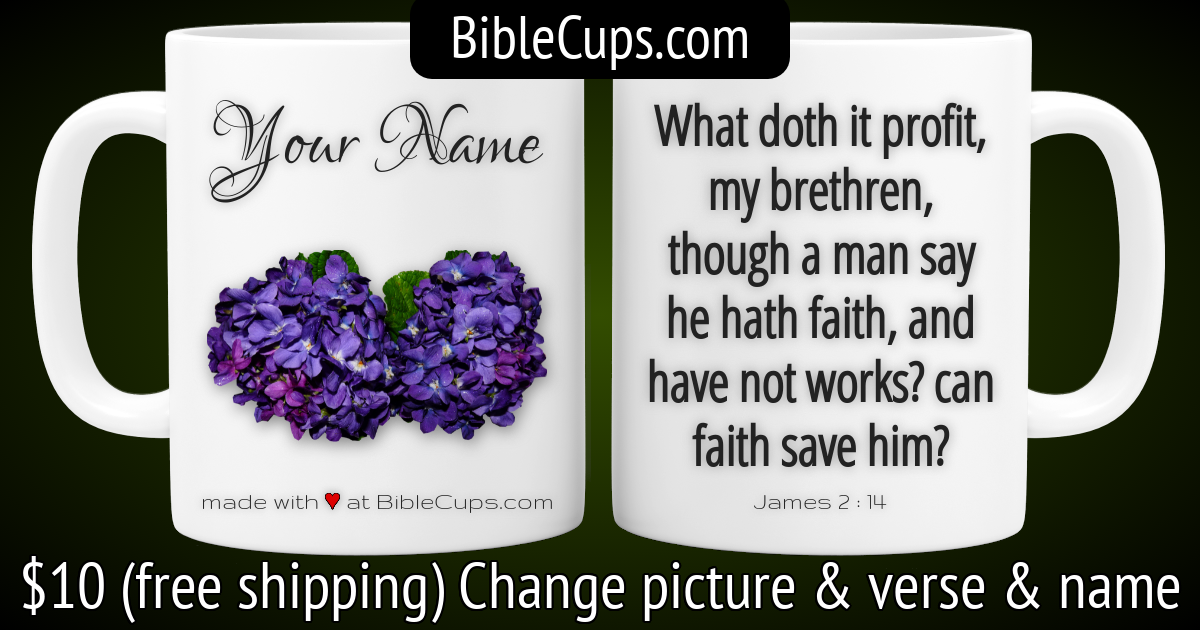 BibleCups.com
Your Name
made with ♥ at BibleCups.com
What doth it profit,
my brethren,
though a man say
he hath faith, and
have not works? can
faith save him?
James 2 : 14
$10 (free shipping) Change picture & verse & name